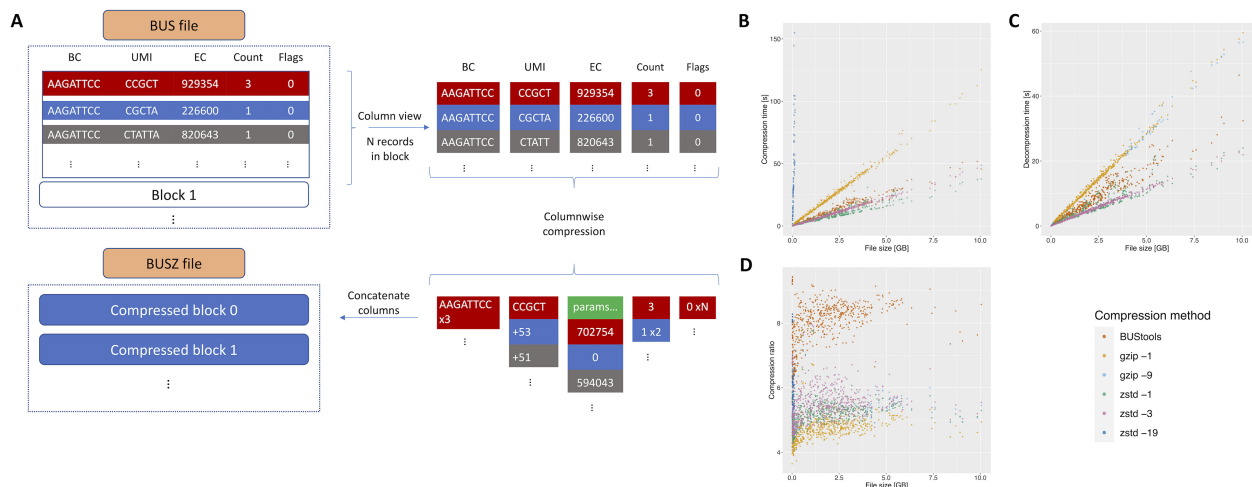 A
BUS file
BC UMI EC Count Flags
AAGATTCC CCGCT 929354 3 0
AAGATTCC CGCTA 226600 1 0
AAGATTCC CTATTA 820643 1 0
⋮ ⋮ ⋮ ⋮ ⋮
Block 1
⋮
Column view
N records
in block
BC UMI EC Count Flags
AAGATTCC CCGCT 929354 3 0
AAGATTCC CGCTA 226600 1 0
AAGATTCC CTATT 820643 1 0
⋮ ⋮ ⋮ ⋮ ⋮
Columnwise
compression
BUSZ file
Compressed block 0
Compressed block 1
⋮
Concatenate
columns
AAGATTCC
x3
⋮
CCGCT
+53
+51
⋮
params...
702754
0
594043
⋮
3
1 x2
⋮
0 xN
⋮
B
Compression time [s]
150
100
50
0
0.0 2.5 5.0 7.5 10.0
File size [GB]
C
Decompression time [s]
60
40
20
0
0.0 2.5 5.0 7.5 10.0
File size [GB]
D
Compression ratio
8
6
4
0.0 2.5 5.0 7.5 10.0
File size [GB]
Compression method
BUStools
gzip −1
gzip −9
zstd −1
zstd −3
zstd −19